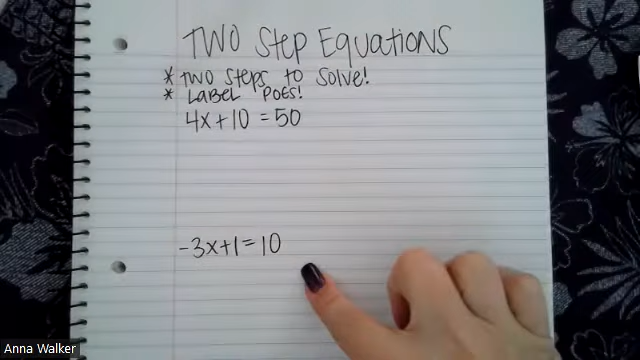 TWO Step EquationS
* TWO STEPS TO Solve!
* LABEL POES!
4x+10=50
-3x+1=10
Anna Walker